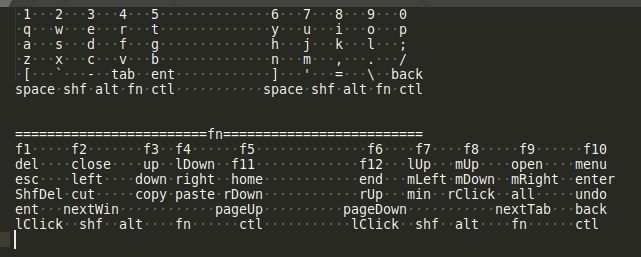 1 2 3 4 5 6 7 8 9 0
q w e r t y u i o p
a s d f g h j k l ;
z x c v b n m , . /
[ ` - tab ent ] ' = \ back
space shf alt fn ctl space shf alt fn ctl
========================fn=========================
f1 f2 f3 f4 f5 f6 f7 f8 f9 f10
del close up lDown f11 f12 lUp mUp open menu
esc left down right home end mLeft mDown mRight enter
ShfDel cut copy paste rDown rUp min rClick all undo
ent nextWin pageUp pageDown nextTab back
lClick shf alt fn ctl lClick shf alt fn ctl